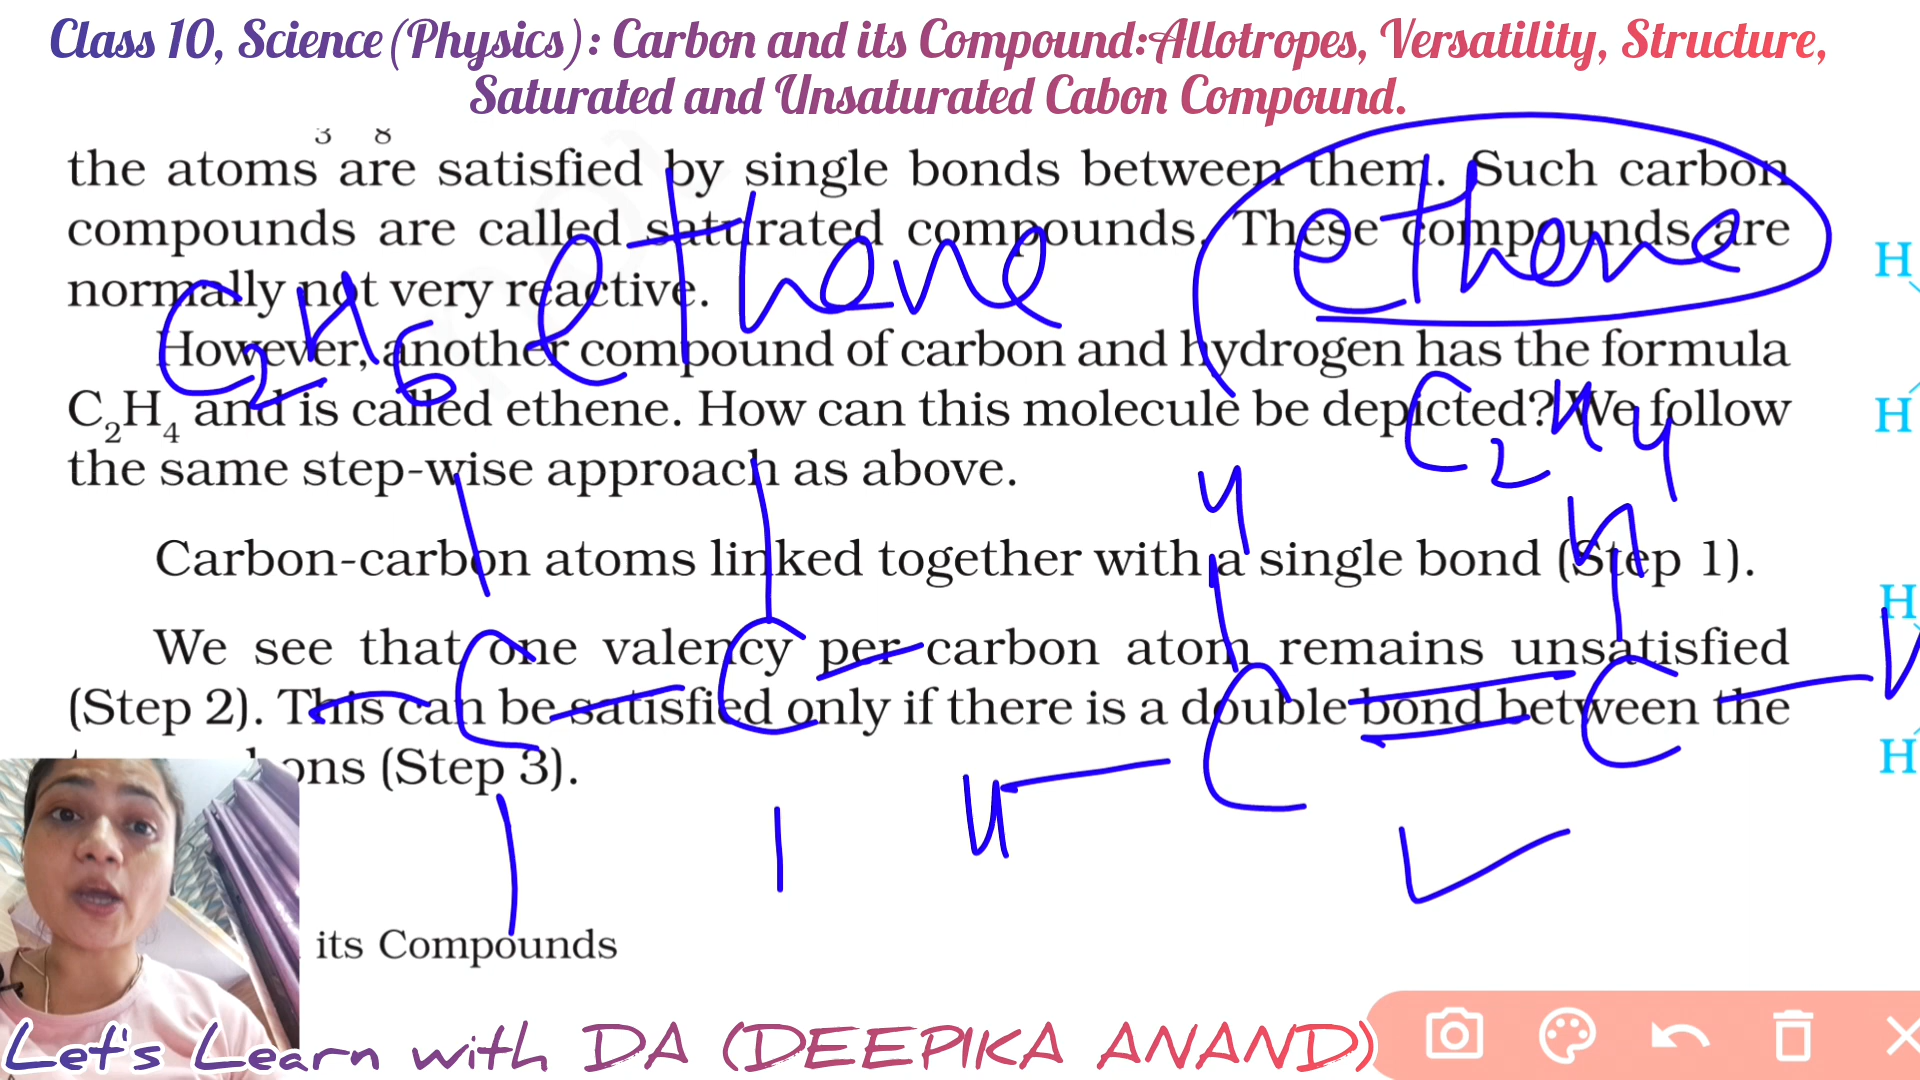 Class 10, Science(Physics): Carbon and its Compound:Allotropes, Versatility, Structure,
Saturated and Unsaturated Cabon Compound.
3 8
the atoms are satisfied by single bonds between them. Such carbon
compounds are called saturated compounds. These compounds are
normally not very reactive.
ethane
ethene
C2H6
However, another compound of carbon and hydrogen has the formula
C2H4 and is called ethene. How can this molecule be depicted? We follow
the same step-wise approach as above.
C2H4
H
H
Carbon-carbon atoms linked together with a single bond (Step 1).
H H
H
We see that one valency per carbon atom remains unsatisfied
(Step 2). This can be satisfied only if there is a double bond between the
C C
C C
H
H
ons (Step 3).
its Compounds
Let's Learn with DA (DEEPIKA ANAND)